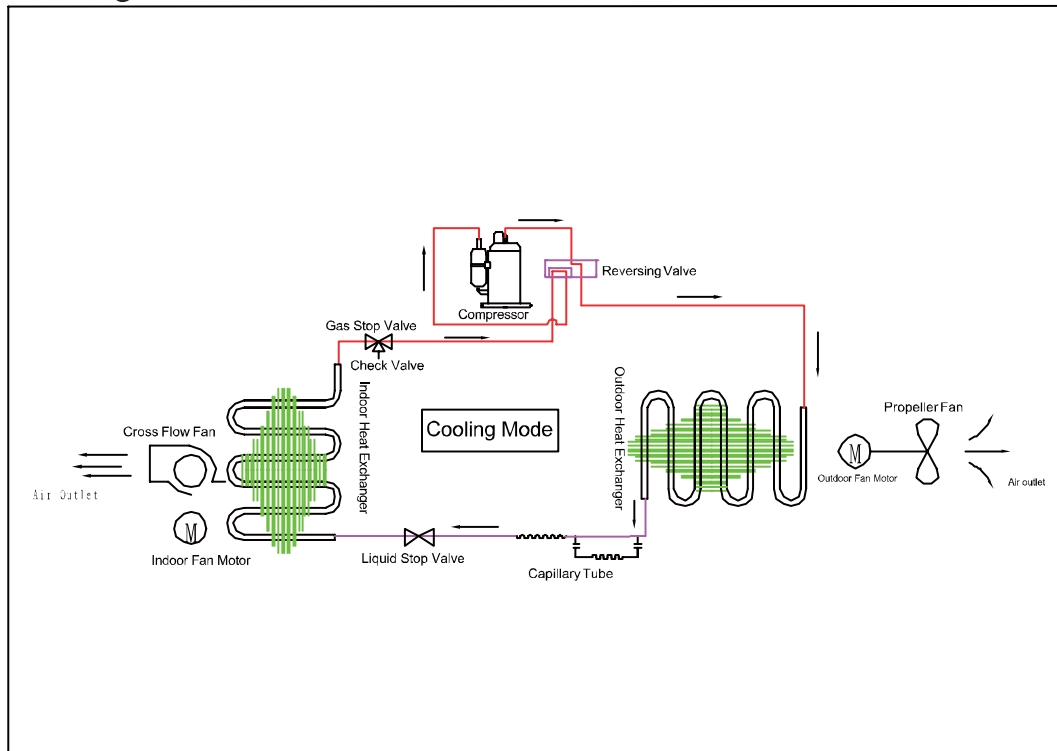 Reversing Valve
Compressor
Gas Stop Valve
Check Valve
Indoor Heat Exchanger
Outdoor Heat Exchanger
Cooling Mode
Cross Flow Fan
Air Outlet
M
Indoor Fan Motor
Liquid Stop Valve
Capillary Tube
Propeller Fan
M
Outdoor Fan Motor
Air outlet